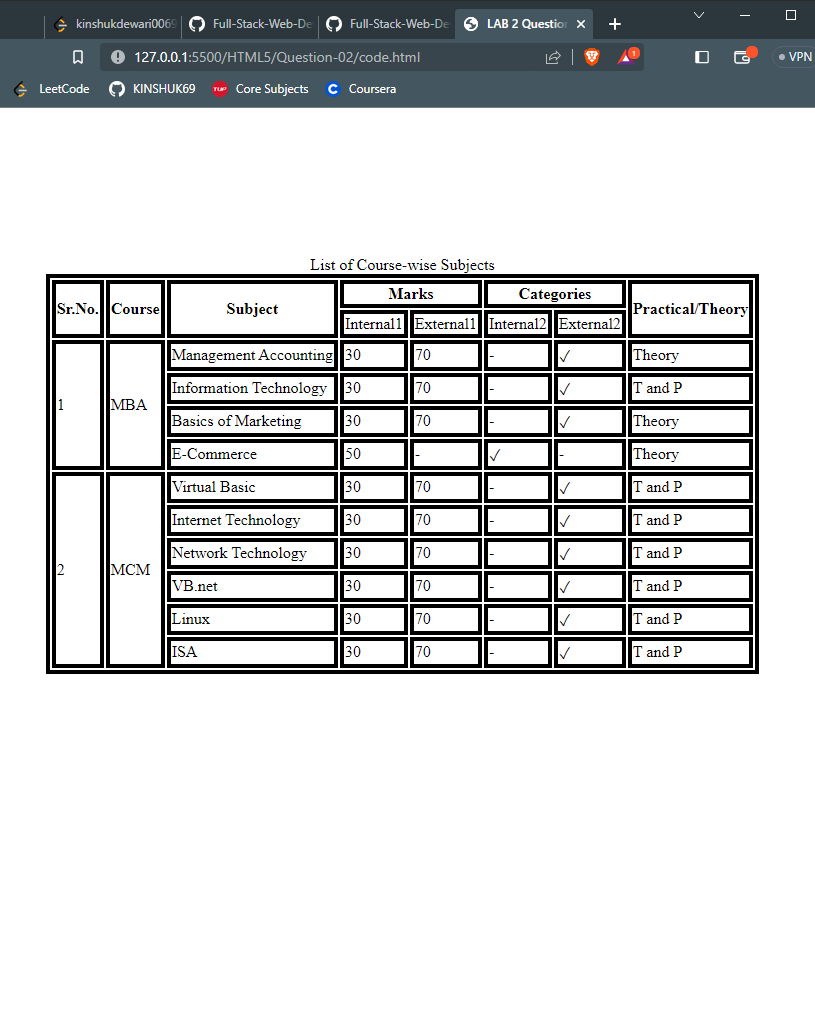 kinshukdewari0069 Full-Stack-Web-De Full-Stack-Web-De LAB 2 Question
127.0.0.1:5500/HTML5/Question-02/code.html 1 VPN
LeetCode KINSHUK69 TUF Core Subjects C Coursera
List of Course-wise Subjects
Sr.No. Course Subject Marks Categories Practical/Theory
Internal1 External1 Internal2 External2
1 MBA Management Accounting 30 70 - ✓ Theory
Information Technology 30 70 - ✓ T and P
Basics of Marketing 30 70 - ✓ Theory
E-Commerce 50 - ✓ - Theory
2 MCM Virtual Basic 30 70 - ✓ T and P
Internet Technology 30 70 - ✓ T and P
Network Technology 30 70 - ✓ T and P
VB.net 30 70 - ✓ T and P
Linux 30 70 - ✓ T and P
ISA 30 70 - ✓ T and P